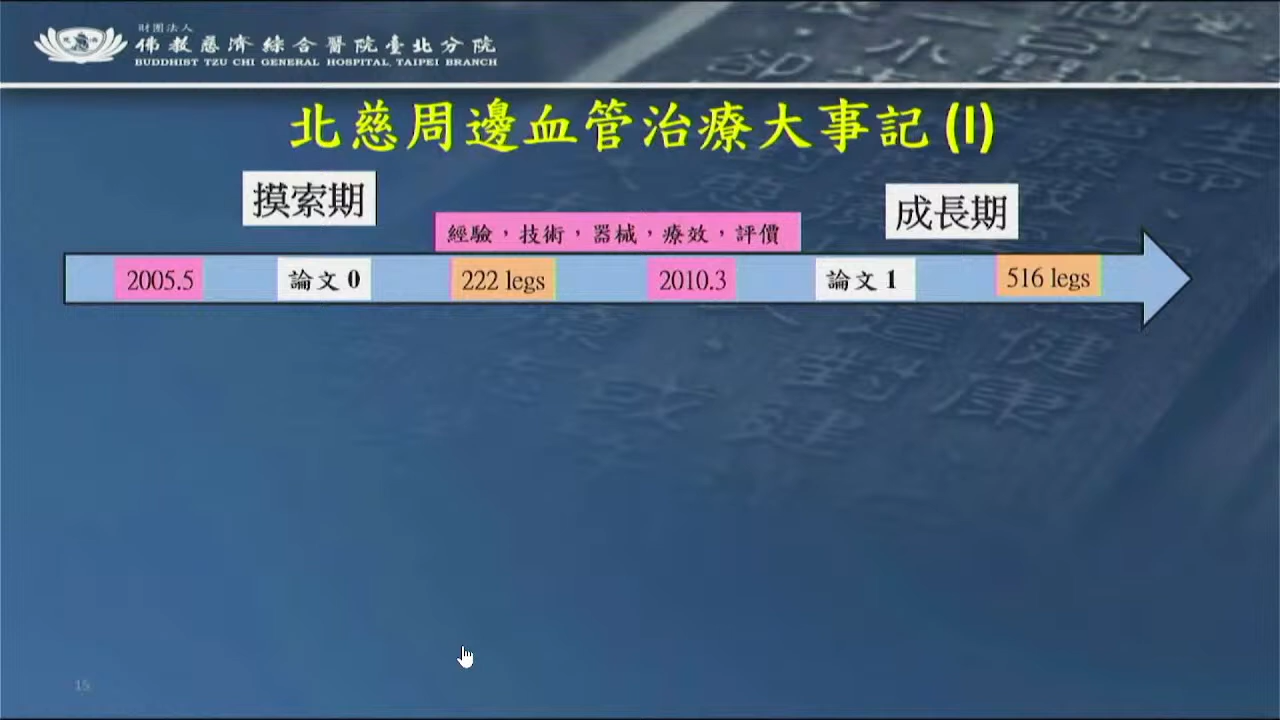 財團法人
佛教慈濟綜合醫院臺北分院
BUDDHIST TZU CHI GENERAL HOSPITAL, TAIPEI BRANCH
北慈周邊血管治療大事記 (I)
摸索期
成長期
經驗，技術，器械，療效，評價
2005.5 論文 0 222 legs 2010.3 論文 1 516 legs
15